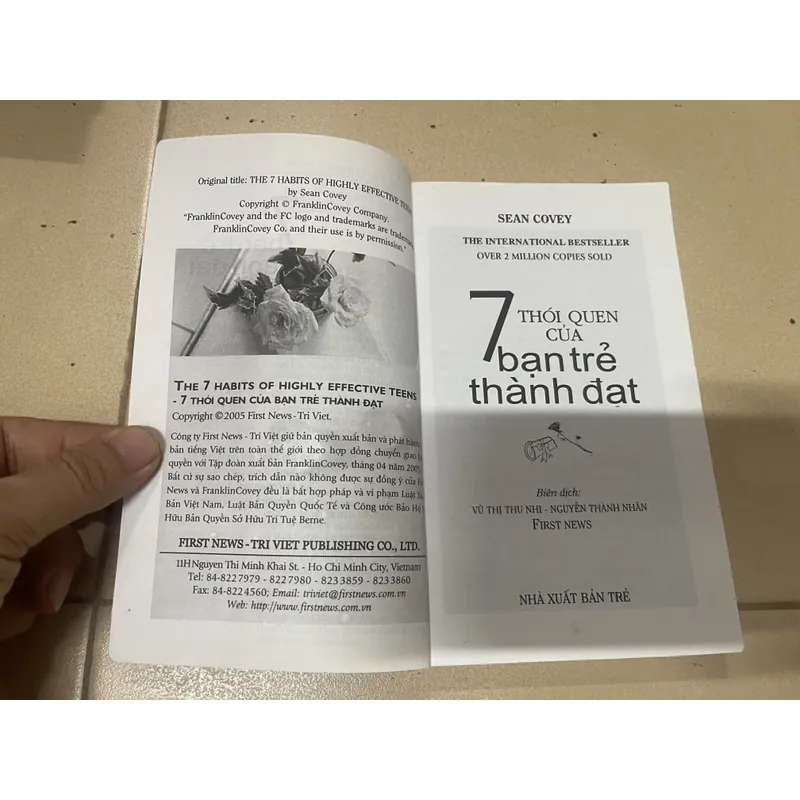 Original title: THE 7 HABITS OF HIGHLY EFFECTIVE TEENS
by Sean Covey
Copyright © FranklinCovey Company.
"FranklinCovey and the FC logo and trademarks are
FranklinCovey Co. and their use is by permission."
THE 7 HABITS OF HIGHLY EFFECTIVE TEENS
- 7 THÓI QUEN CỦA BẠN TRẺ THÀNH ĐẠT
Copyright ©2005 First News - Tri Viet.
Công ty First News - Trí Việt giữ bản quyền xuất bản và phát hành
bản tiếng Việt trên toàn thế giới theo hợp đồng chuyển giao
quyền với Tập đoàn xuất bản FranklinCovey, tháng 04 năm
Bất cứ sự sao chép, trích dẫn nào không được sự đồng ý của
News và FranklinCovey đều là bất hợp pháp và vi phạm Luật
Bản Việt Nam, Luật Bản Quyền Quốc Tế và Công ước Bảo Hộ
Hữu Bản Quyền Sở Hữu Trí Tuệ Berne.
FIRST NEWS - TRI VIET PUBLISHING CO., LTD.
11H Nguyen Thi Minh Khai St. - Ho Chi Minh City, Vietnam
Tel: 84-8227979 - 8227980 - 8233859 - 8233860
Fax: 84-8224560; Email: triviet@firstnews.com.vn
Web: http://www.firstnews.com.vn
SEAN COVEY
THE INTERNATIONAL BESTSELLER
OVER 2 MILLION COPIES SOLD
7 THÓI QUEN
CỦA
bạn trẻ
thành đạt
Biên dịch:
VŨ THỊ THU NHI - NGUYỄN THÀNH NHÂN
FIRST NEWS
NHÀ XUẤT BẢN TRẺ